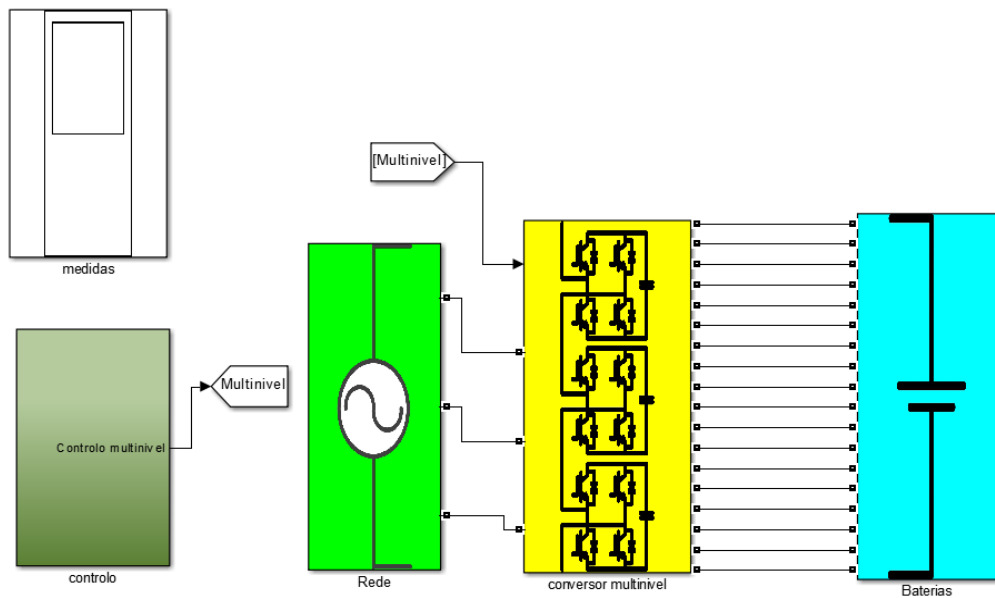 medidas
[Multinivel]
Multinivel
Controlo multinivel
controlo
Rede
conversor multinivel
Baterias